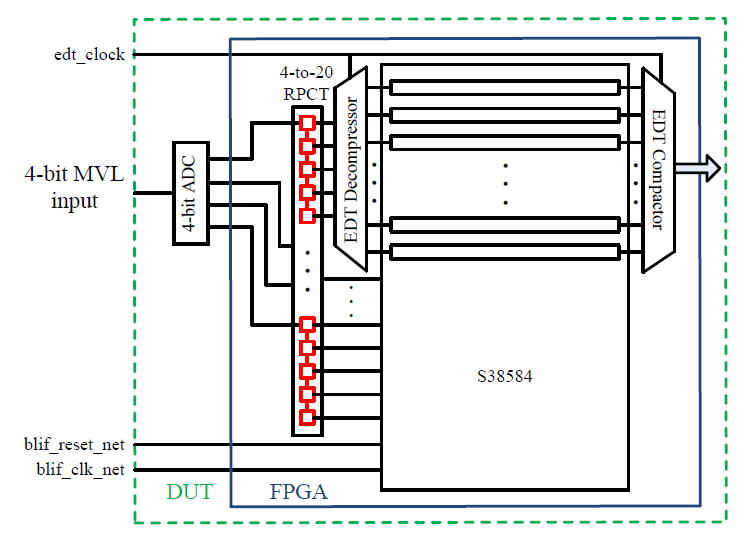 edt_clock
4-to-20
RPCT
4-bit MVL
input
4-bit ADC
EDT Decompressor
EDT Compactor
S38584
blif_reset_net
blif_clk_net
DUT
FPGA